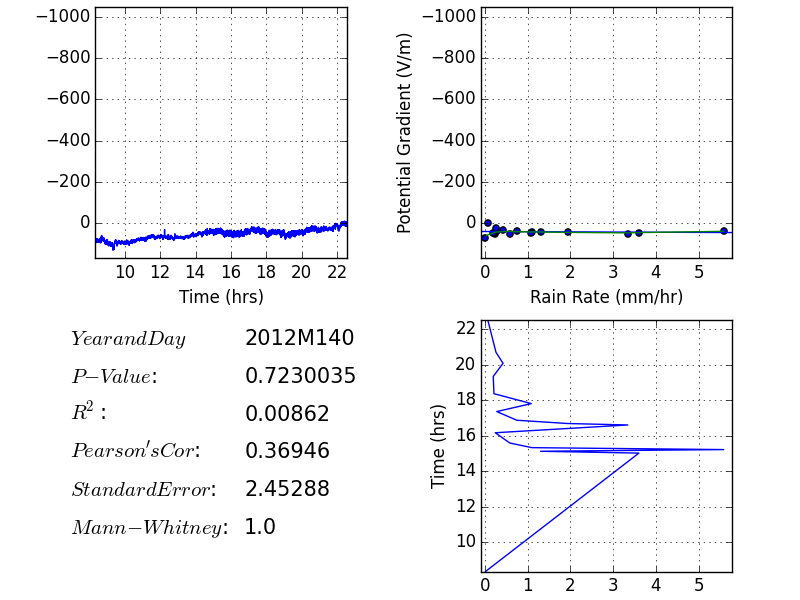 −1000
−800
−600
−400
−200
0
10 12 14 16 18 20 22
Time (hrs)
Potential Gradient (V/m)
−1000
−800
−600
−400
−200
0
0 1 2 3 4 5
Rain Rate (mm/hr)
YearandDay 2012M140
P−Value: 0.7230035
R² : 0.00862
Pearson′sCor: 0.36946
StandardError: 2.45288
Mann−Whitney: 1.0
Time (hrs)
22
20
18
16
14
12
10
0 1 2 3 4 5